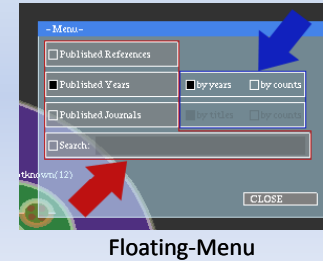 -Menu-
Published References
Published Years by years by counts
Published Journals by titles by counts
Search:
tknown(12)
CLOSE
Floating-Menu